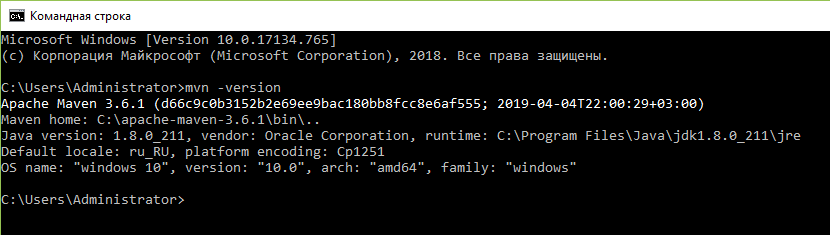 Командная строка
Microsoft Windows [Version 10.0.17134.765]
(c) Корпорация Майкрософт (Microsoft Corporation), 2018. Все права защищены.
C:\Users\Administrator>mvn -version
Apache Maven 3.6.1 (d66c9c0b3152b2e69ee9bac180bb8fcc8e6af555; 2019-04-04T22:00:29+03:00)
Maven home: C:\apache-maven-3.6.1\bin\..
Java version: 1.8.0_211, vendor: Oracle Corporation, runtime: C:\Program Files\Java\jdk1.8.0_211\jre
Default locale: ru_RU, platform encoding: Cp1251
OS name: "windows 10", version: "10.0", arch: "amd64", family: "windows"
C:\Users\Administrator>